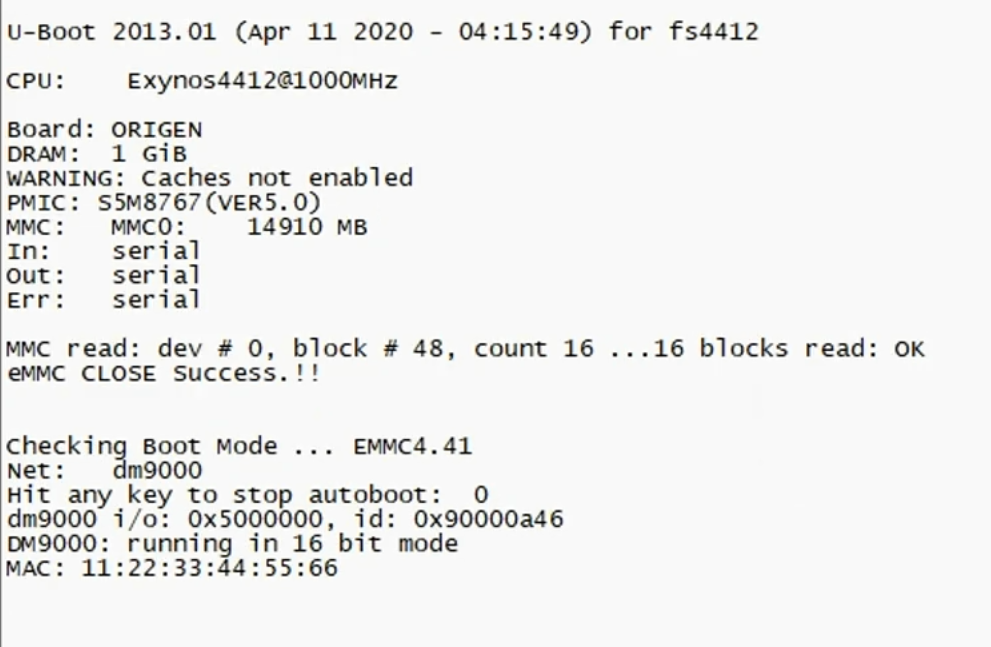 U-Boot 2013.01 (Apr 11 2020 - 04:15:49) for fs4412
CPU: Exynos4412@1000MHz
Board: ORIGEN
DRAM: 1 GiB
WARNING: Caches not enabled
PMIC: S5M8767(VER5.0)
MMC: MMC0: 14910 MB
In: serial
Out: serial
Err: serial
MMC read: dev # 0, block # 48, count 16 ...16 blocks read: OK
eMMC CLOSE Success.!!
Checking Boot Mode ... EMMC4.41
Net: dm9000
Hit any key to stop autoboot: 0
dm9000 i/o: 0x5000000, id: 0x90000a46
DM9000: running in 16 bit mode
MAC: 11:22:33:44:55:66